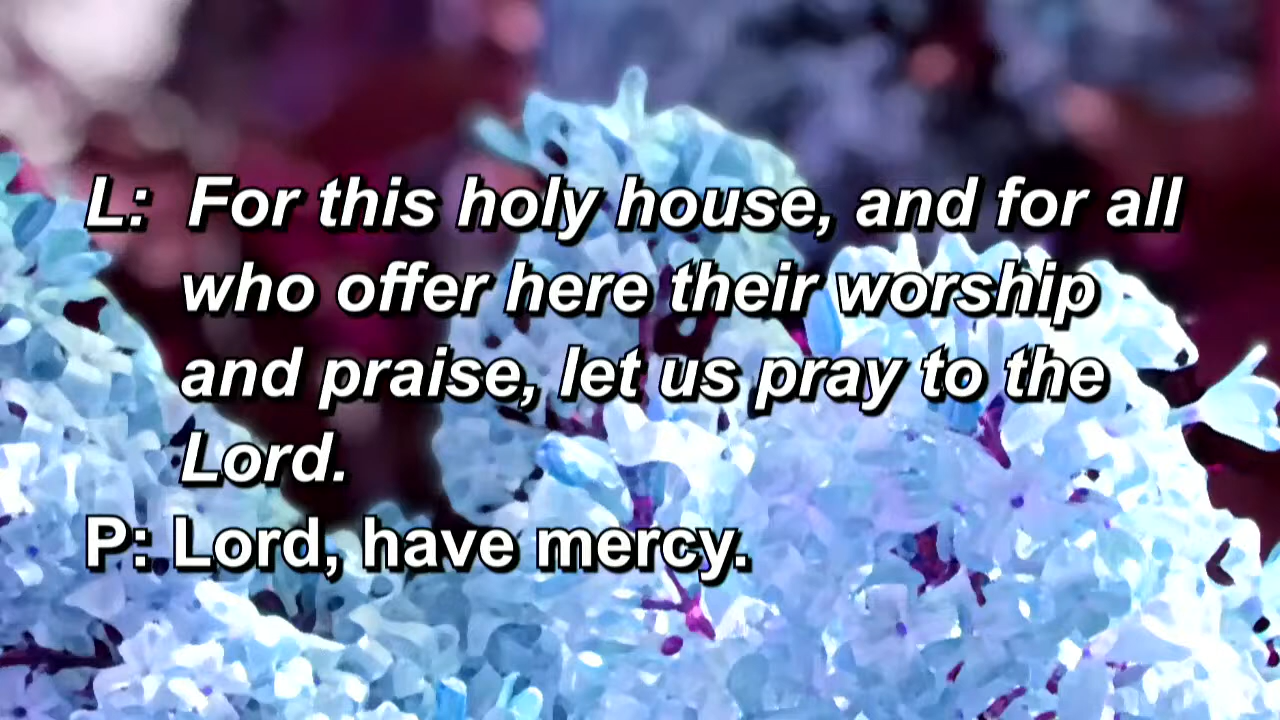 L: For this holy house, and for all
who offer here their worship
and praise, let us pray to the
Lord.
P: Lord, have mercy.